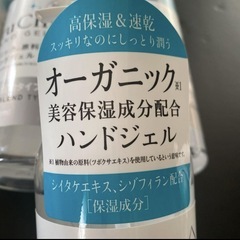 高保湿&速乾
スッキリなのにしっとり潤う
オーガニック※1
美容保湿成分配合
ハンドジェル
※1 植物由来の原料(ツボクサエキス)を使用しているという意味です。
シイタケエキス、シゾフィラン配合
[保湿成分]